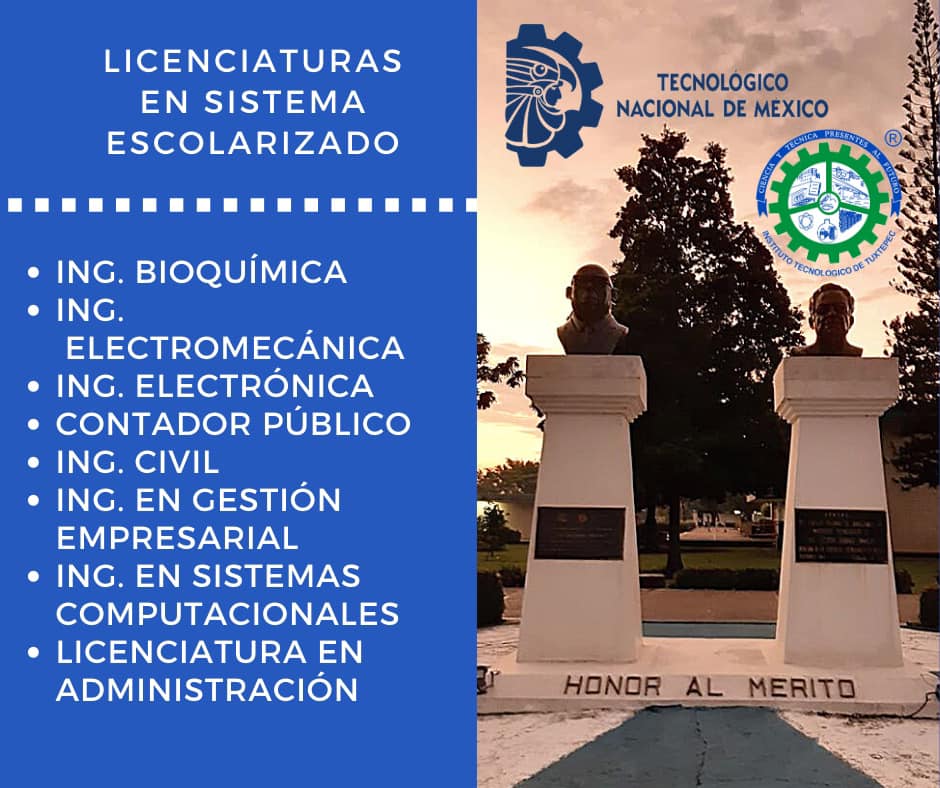 LICENCIATURAS
EN SISTEMA
ESCOLARIZADO
ING. BIOQUÍMICA
ING.
ELECTROMECÁNICA
ING. ELECTRÓNICA
CONTADOR PÚBLICO
ING. CIVIL
ING. EN GESTIÓN
EMPRESARIAL
ING. EN SISTEMAS
COMPUTACIONALES
LICENCIATURA EN
ADMINISTRACIÓN
TECNOLÓGICO
NACIONAL DE MÉXICO
®
CIENCIA Y TECNICA PRESENTES AL FUTURO
INSTITUTO TECNOLOGICO DE TUXTEPEC
HONOR AL MERITO